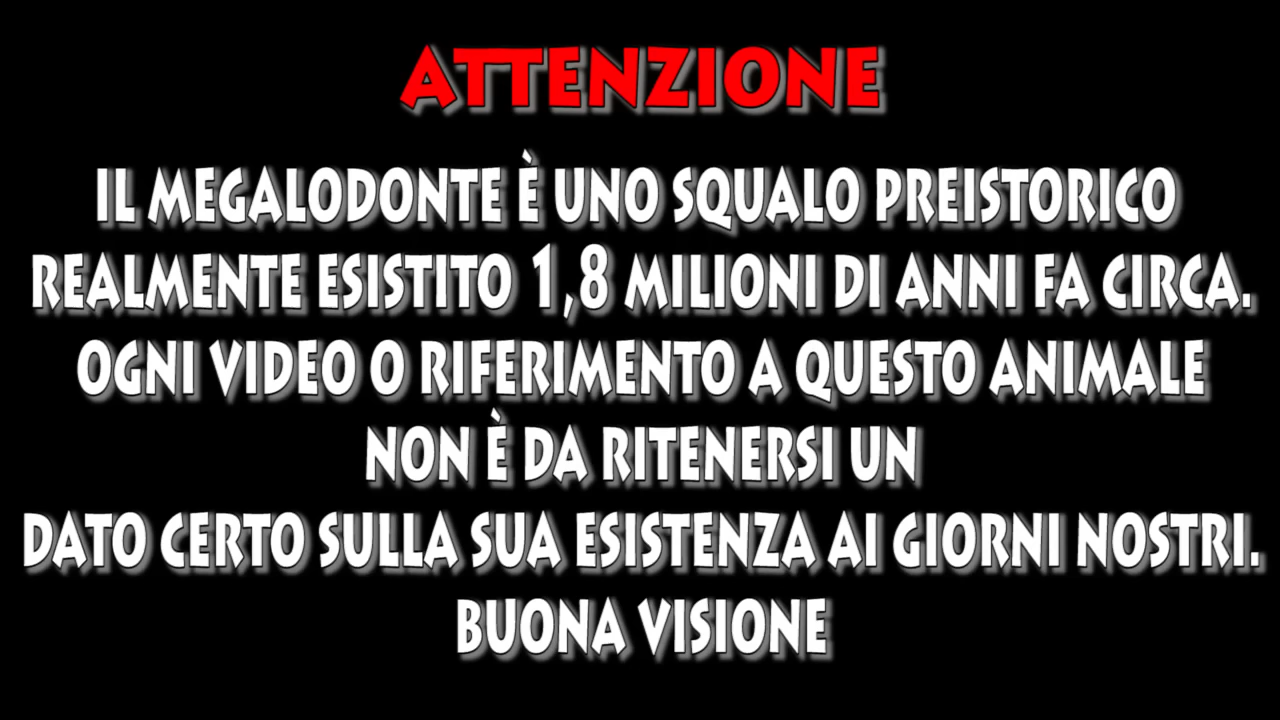 ATTENZIONE
IL MEGALODONTE È UNO SQUALO PREISTORICO
REALMENTE ESISTITO 1,8 MILIONI DI ANNI FA CIRCA.
OGNI VIDEO O RIFERIMENTO A QUESTO ANIMALE
NON È DA RITENERSI UN
DATO CERTO SULLA SUA ESISTENZA AI GIORNI NOSTRI.
BUONA VISIONE